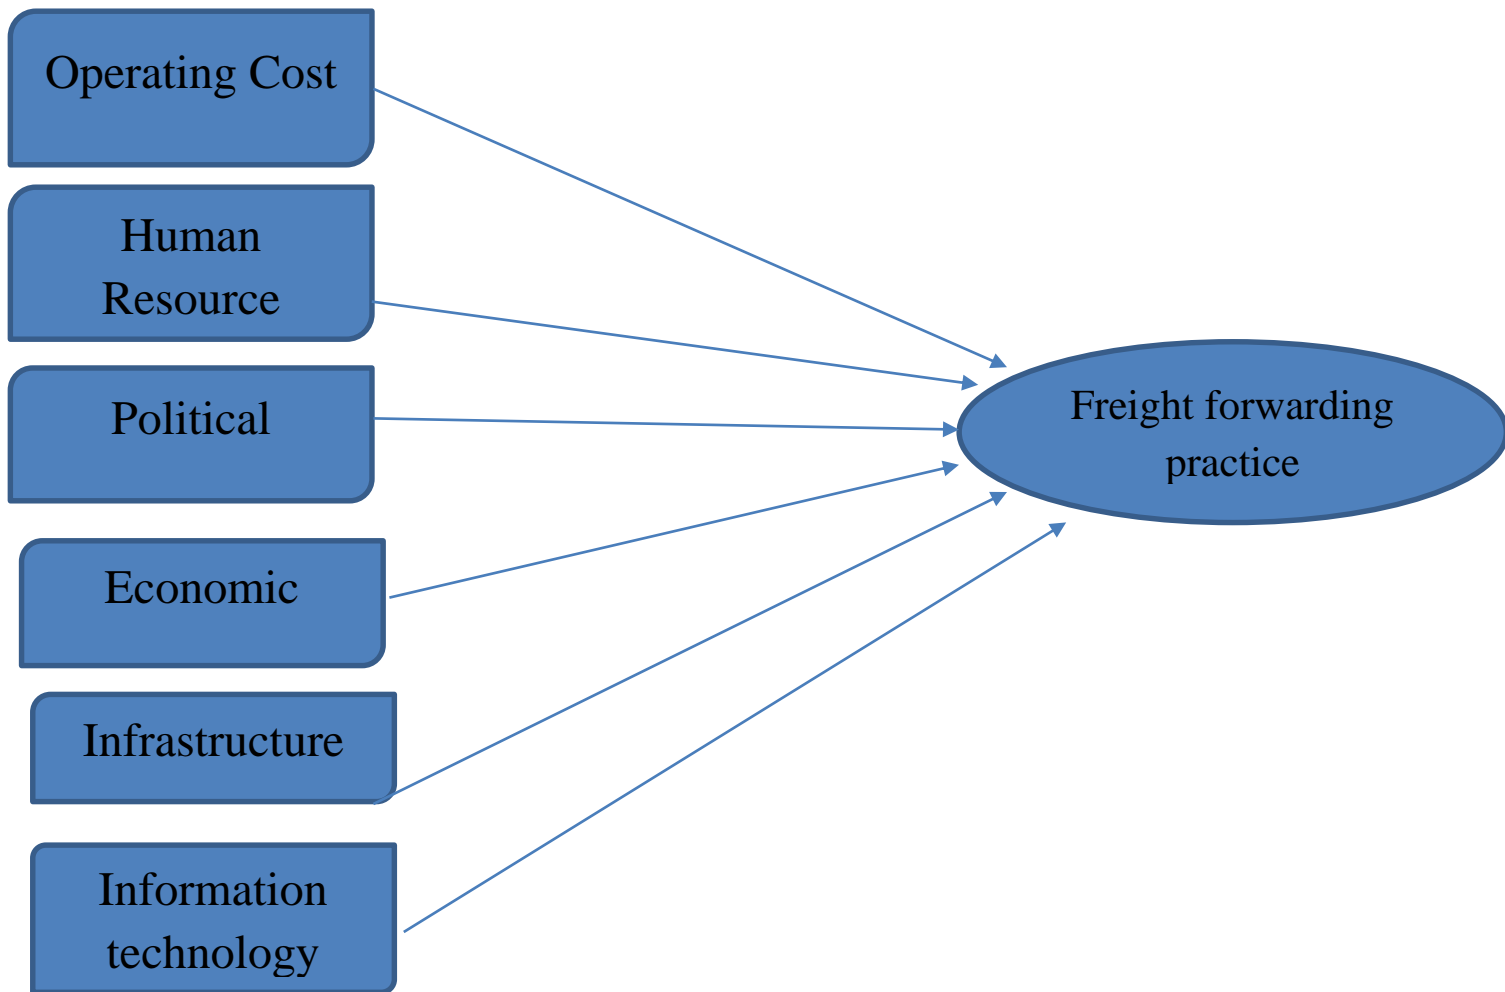 Operating Cost
Human
Resource
Political
Economic
Infrastructure
Information
technology
Freight forwarding
practice